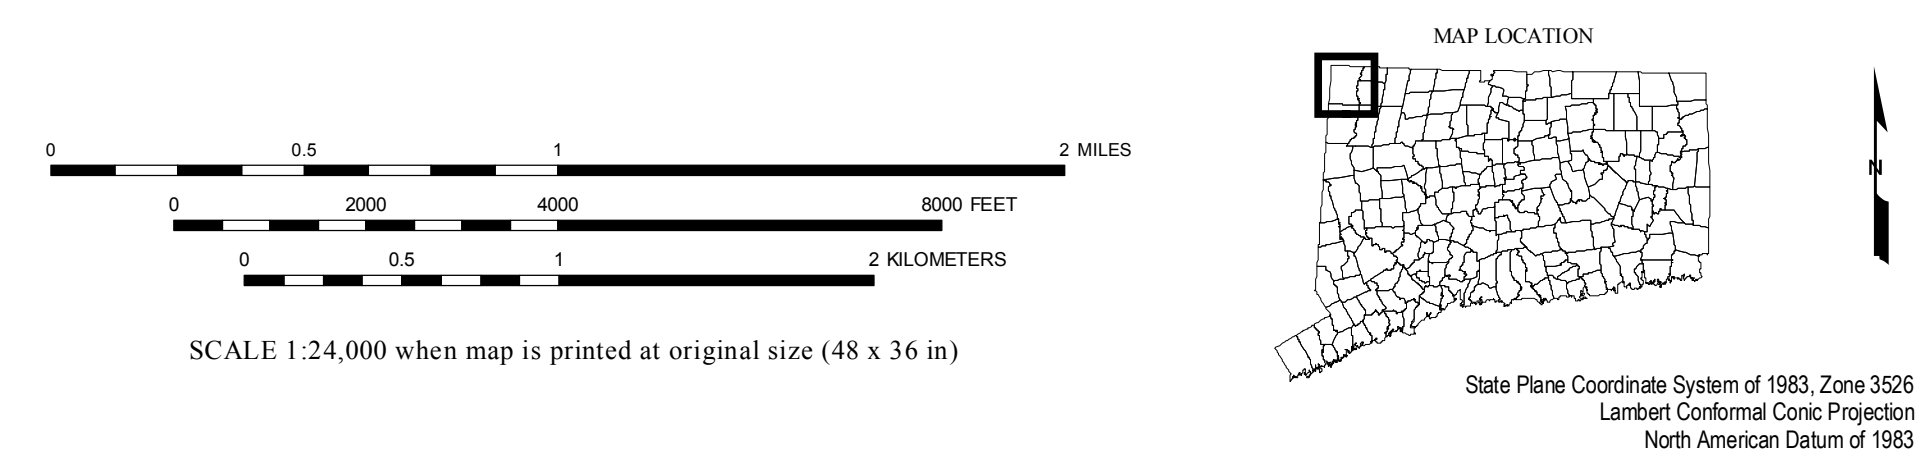 MAP LOCATION
0 0.5 1 2 MILES
0 2000 4000 8000 FEET
0 0.5 1 2 KILOMETERS
N
SCALE 1:24,000 when map is printed at original size (48 x 36 in)
State Plane Coordinate System of 1983, Zone 3526
Lambert Conformal Conic Projection
North American Datum of 1983